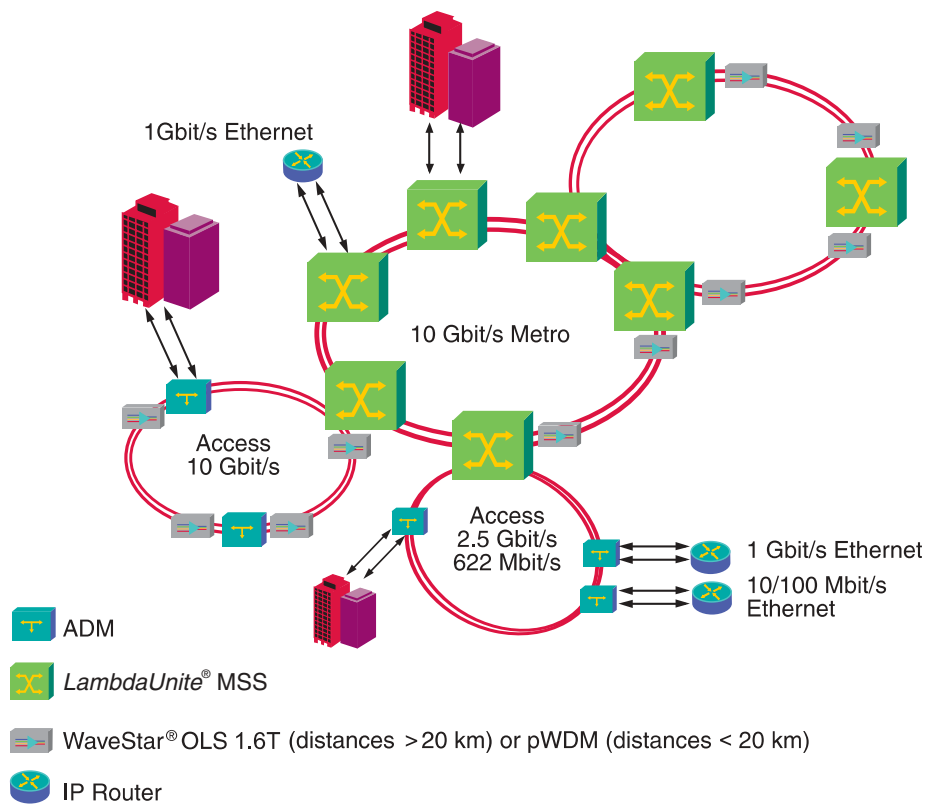 1Gbit/s Ethernet
10 Gbit/s Metro
Access
10 Gbit/s
Access
2.5 Gbit/s
622 Mbit/s
1 Gbit/s Ethernet
10/100 Mbit/s
Ethernet
ADM
LambdaUnite® MSS
WaveStar® OLS 1.6T (distances >20 km) or pWDM (distances < 20 km)
IP Router